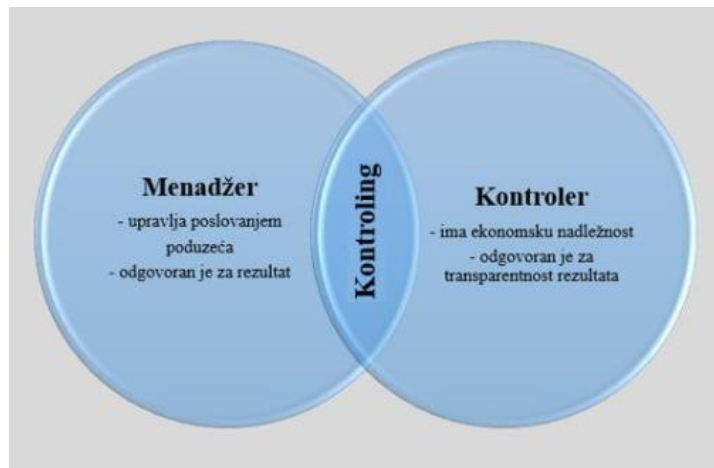 Menadžer
- upravlja poslovanjem
poduzeća
- odgovoran je za rezultat
Kontroling
Kontroler
- ima ekonomsku nadležnost
- odgovoran je za
transparentnost rezultata